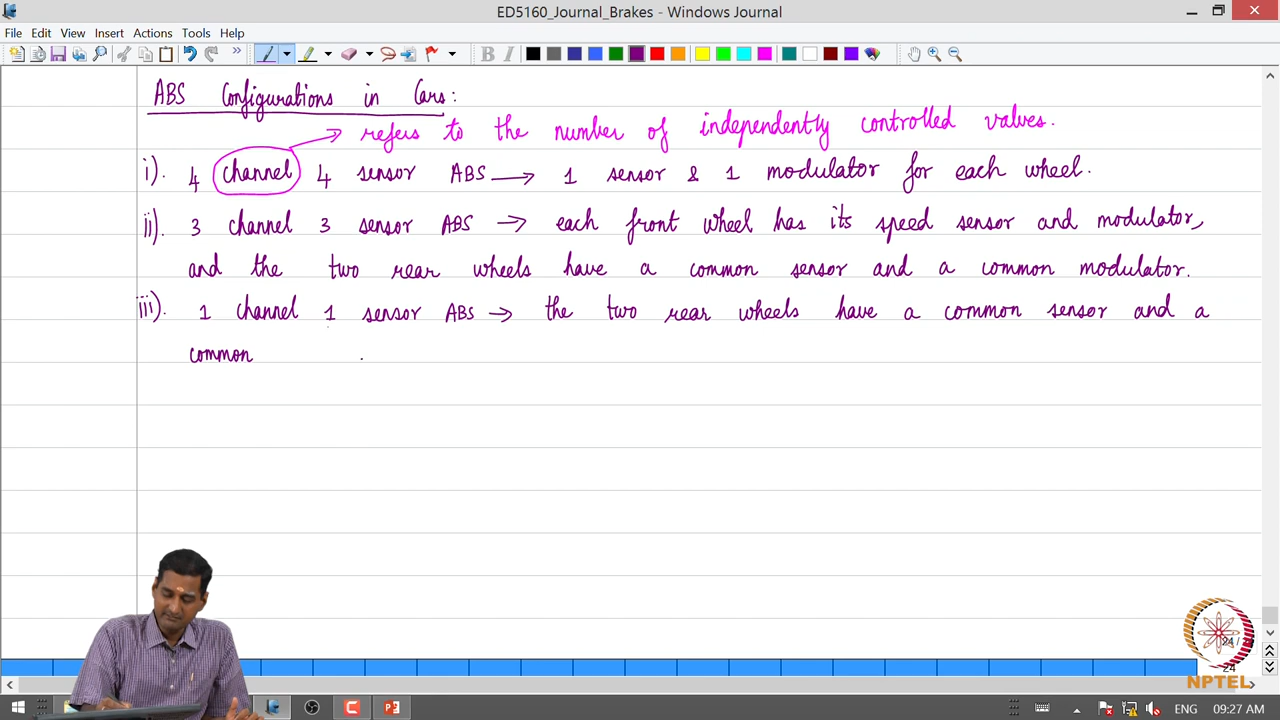 ED5160_Journal_Brakes - Windows Journal
File Edit View Insert Actions Tools Help
ABS Configurations in Cars:
→ refers to the number of independently controlled valves.
i). 4 channel 4 sensor ABS → 1 sensor & 1 modulator for each wheel.
ii). 3 channel 3 sensor ABS → each front wheel has its speed sensor and modulator,
and the two rear wheels have a common sensor and a common modulator.
iii). 1 channel 1 sensor ABS → the two rear wheels have a common sensor and a
common
24
NPTEL
ENG 09:27 AM